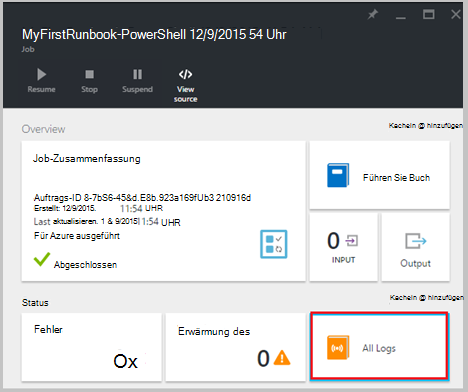 MyFirstRunbook-PowerShell 12/9/2015 54 Uhr
Job
Resume
Stop
Suspend
View source
Overview
Kacheln @ hinzufügen
Job-Zusammenfassung
Auftrags-ID 8-7bS6-45&d.E8b.923a169fUb3 210916d
Erstellt: 12/9/2015. 11:54 UHR
Last aktualisieren. 1 & 9/2015| 1:54 UHR
Für Azure ausgeführt
Abgeschlossen
Führen Sie Buch
0
INPUT
Output
Status
Kacheln @ hinzufügen
Fehler
Ox
Erwärmung des
0
All Logs